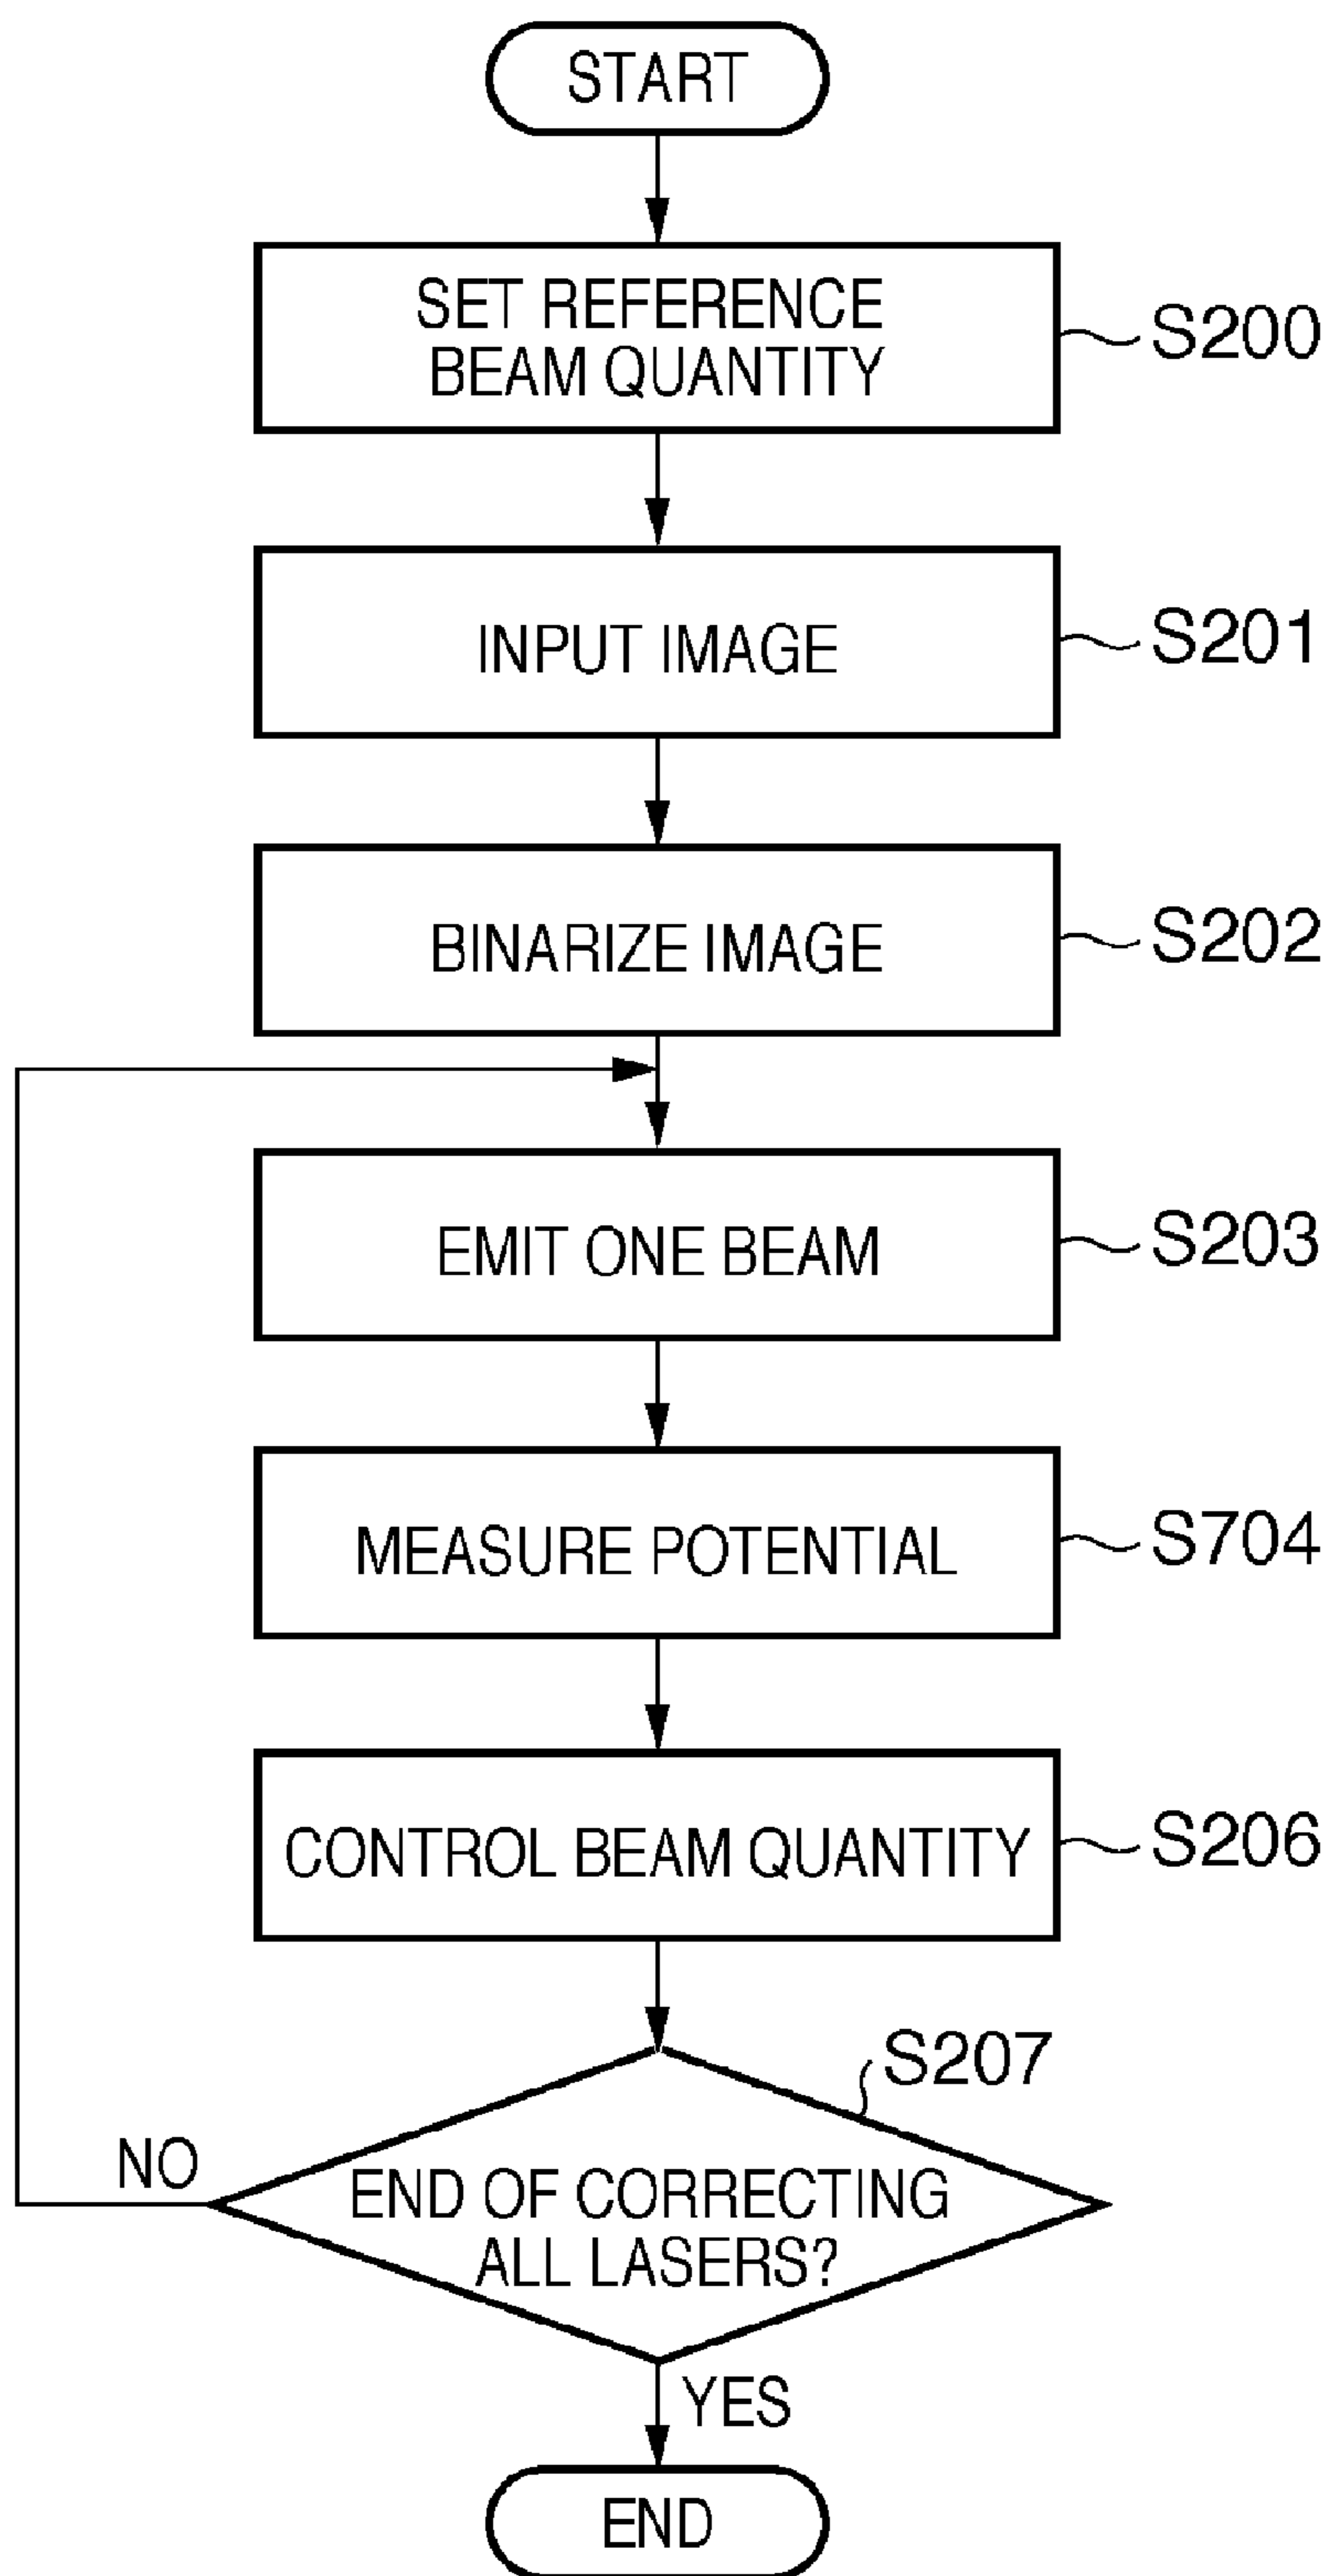 START
SET REFERENCE
BEAM QUANTITY
S200
INPUT IMAGE
S201
BINARIZE IMAGE
S202
EMIT ONE BEAM
S203
MEASURE POTENTIAL
S704
CONTROL BEAM QUANTITY
S206
S207
NO
END OF CORRECTING
ALL LASERS?
YES
END